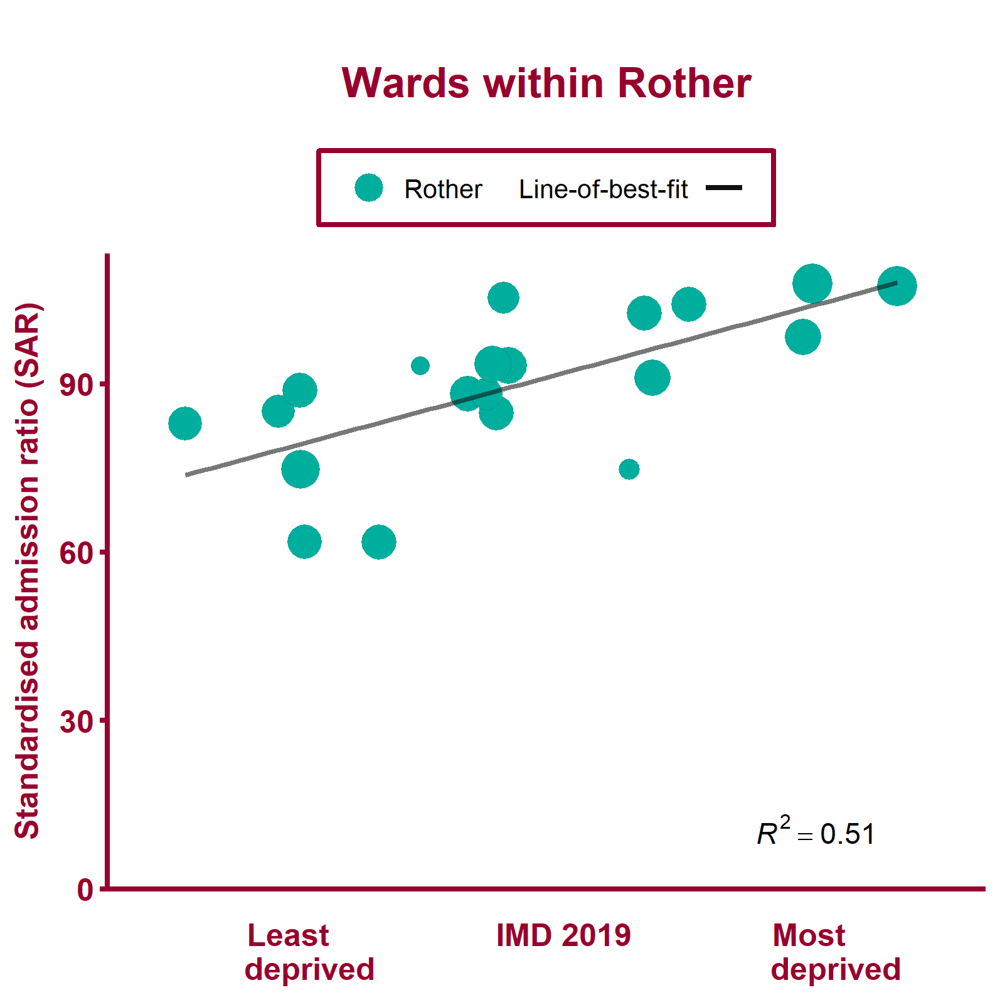 Wards within Rother
Rother Line-of-best-fit
Standardised admission ratio (SAR)
90
60
30
0
R² = 0.51
Least deprived
IMD 2019
Most deprived